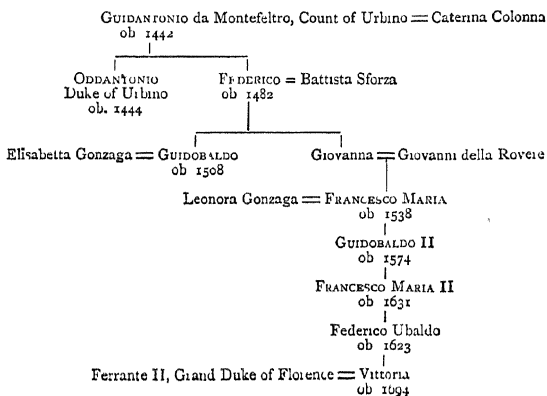 GUIDANTONIO da Montefeltro, Count of Urbino = Caterina Colonna
ob 1442
ODDANTONIO
Duke of Urbino
ob. 1444
FEDERICO = Battista Sforza
ob 1482
Elisabetta Gonzaga = GUIDOBALDO
ob 1508
Giovanna = Giovanni della Rovere
Leonora Gonzaga = FRANCESCO MARIA
ob 1538
GUIDOBALDO II
ob 1574
FRANCESCO MARIA II
ob 1631
Federico Ubaldo
ob 1623
Ferrante II, Grand Duke of Florence = Vittoria
ob 1694